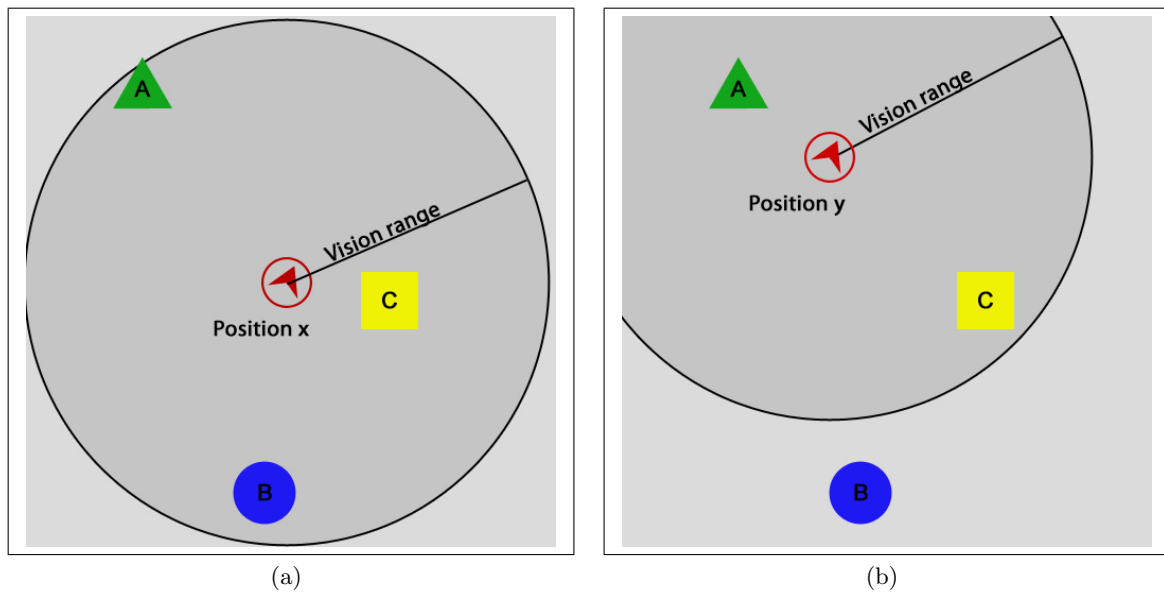 A
Vision range
C
Position x
B
(a)
A
Vision range
Position y
C
B
(b)